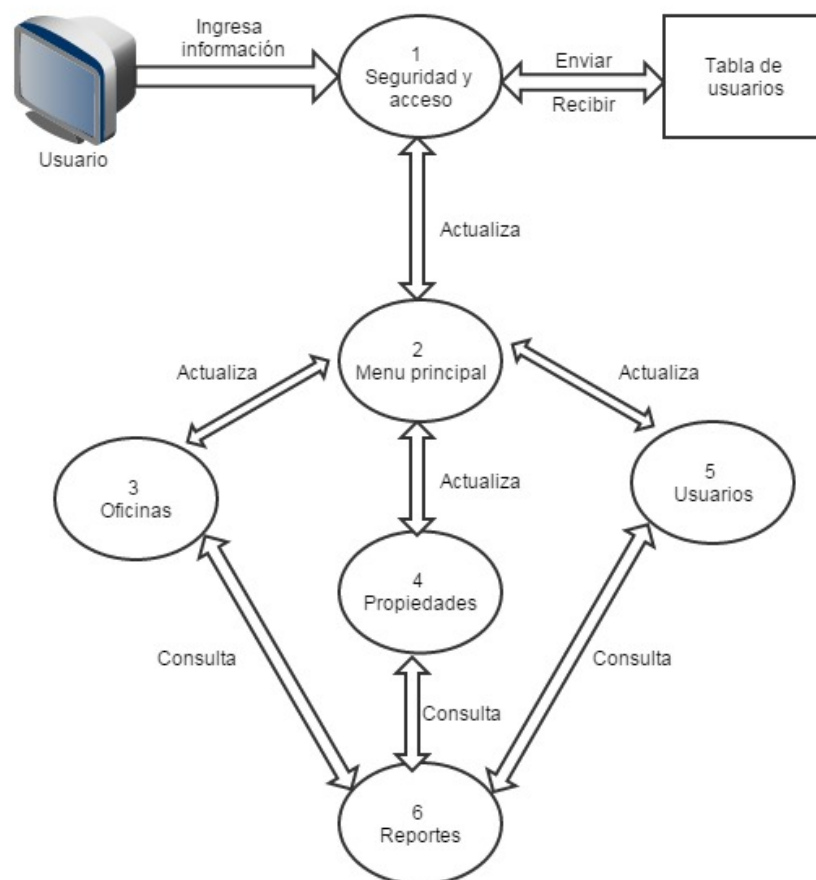 Ingresa
información
1
Seguridad y
acceso
Enviar
Recibir
Tabla de
usuarios
Usuario
Actualiza
2
Menu principal
Actualiza
Actualiza
3
Oficinas
Actualiza
5
Usuarios
4
Propiedades
Consulta
Consulta
Consulta
6
Reportes